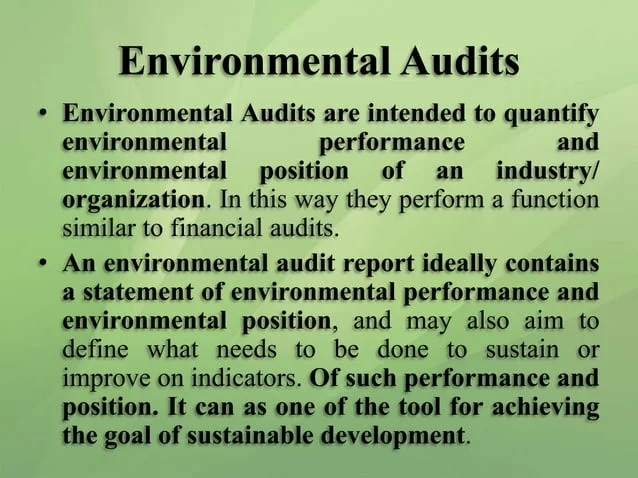 Environmental Audits
• Environmental Audits are intended to quantify
environmental performance and
environmental position of an industry/
organization. In this way they perform a function
similar to financial audits.
• An environmental audit report ideally contains
a statement of environmental performance and
environmental position, and may also aim to
define what needs to be done to sustain or
improve on indicators. Of such performance and
position. It can as one of the tool for achieving
the goal of sustainable development.